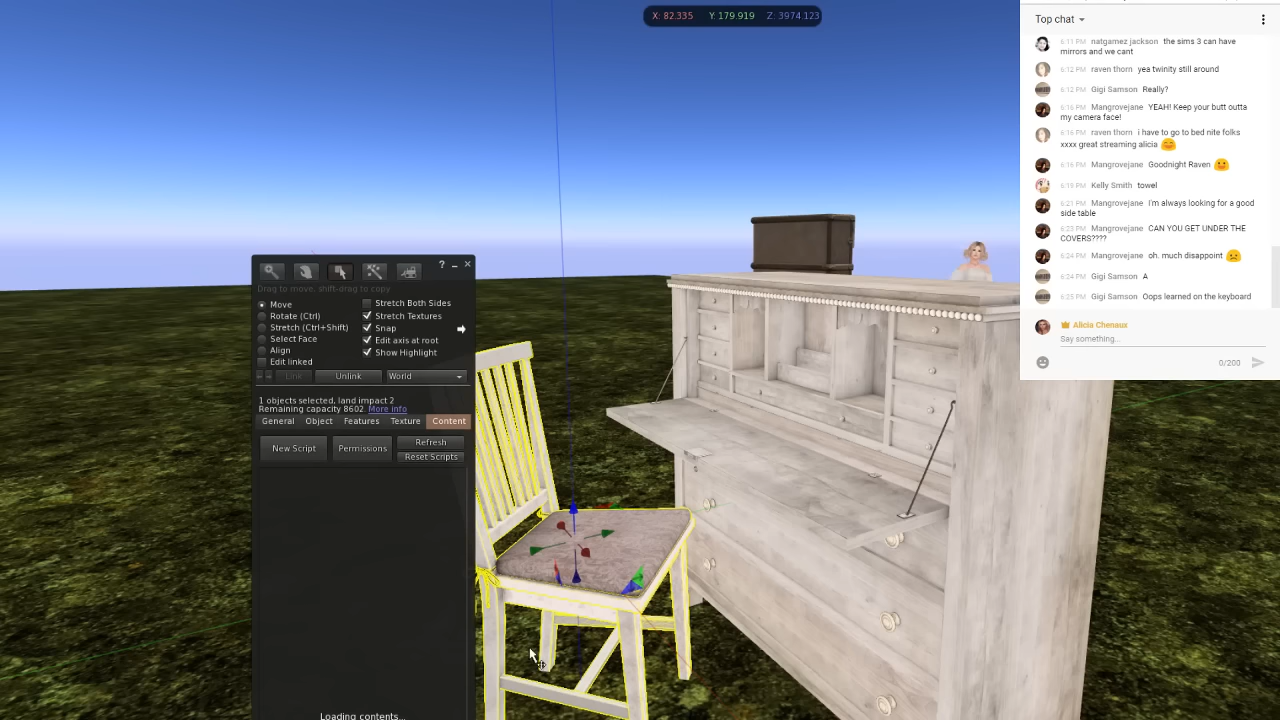 X: 82.335 Y: 179.919 Z: 3974.123
Top chat
6:11 PM natgamez jackson the sims 3 can have
mirrors and we cant
6:12 PM raven thorn yea twinity still around
6:12 PM Gigi Samson Really?
6:16 PM Mangrovejane YEAH! Keep your butt outta
my camera face!
6:16 PM raven thorn i have to go to bed nite folks
xxxx great streaming alicia
6:16 PM Mangrovejane Goodnight Raven
6:19 PM Kelly Smith towel
6:21 PM Mangrovejane I'm always looking for a good
side table
6:23 PM Mangrovejane CAN YOU GET UNDER THE
COVERS????
6:24 PM Mangrovejane oh. much disappoint
6:24 PM Gigi Samson A
6:25 PM Gigi Samson Oops learned on the keyboard
Alicia Chenaux
Say something...
0/200
?
Drag to move, shift-drag to copy
Move
Rotate (Ctrl)
Stretch (Ctrl+Shift)
Select Face
Align
Edit linked
Stretch Both Sides
Stretch Textures
Snap
Edit axis at root
Show Highlight
Link Unlink World
1 objects selected, land impact 2
Remaining capacity 8602. More info
General Object Features Texture Content
New Script Permissions Refresh
Reset Scripts
Loading contents...